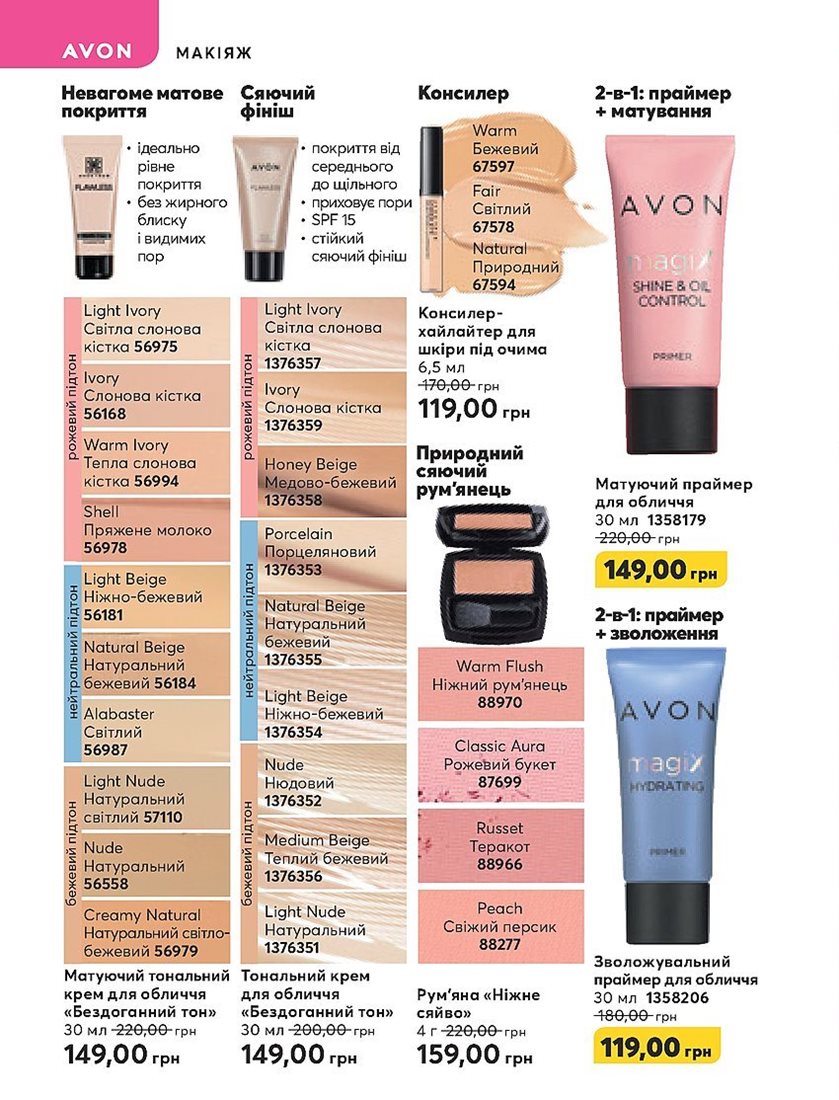 AVON
МАКІЯЖ
Невагоме матове
покриття
FLAWLESS
• ідеально
рівне
покриття
• без жирного
блиску
і видимих
пор
рожевий підтон
Light Ivory
Світла слонова
кістка 56975
Ivory
Слонова кістка
56168
Warm Ivory
Тепла слонова
кістка 56994
Shell
Пряжене молоко
56978
нейтральний підтон
Light Beige
Ніжно-бежевий
56181
Natural Beige
Натуральний
бежевий 56184
Alabaster
Світлий
56987
бежевий підтон
Light Nude
Натуральний
світлий 57110
Nude
Натуральний
56558
Creamy Natural
Натуральний світло-
бежевий 56979
Матуючий тональний
крем для обличчя
«Бездоганний тон»
30 мл 220,00 грн
149,00 грн
Сяючий
фініш
AVON
FLAWLESS
• покриття від
середнього
до щільного
• приховує пори
• SPF 15
• стійкий
сяючий фініш
рожевий підтон
Light Ivory
Світла слонова
кістка
1376357
Ivory
Слонова кістка
1376359
Honey Beige
Медово-бежевий
1376358
нейтральний підтон
Porcelain
Порцеляновий
1376353
Natural Beige
Натуральний
бежевий
1376355
Light Beige
Ніжно-бежевий
1376354
бежевий підтон
Nude
Нюдовий
1376352
Medium Beige
Теплий бежевий
1376356
Light Nude
Натуральний
1376351
Тональний крем
для обличчя
«Бездоганний тон»
30 мл 200,00 грн
149,00 грн
Консилер
Warm
Бежевий
67597
Fair
Світлий
67578
Natural
Природний
67594
Консилер-
хайлайтер для
шкіри під очима
6,5 мл
170,00 грн
119,00 грн
Природний
сяючий
рум'янець
Warm Flush
Ніжний рум'янець
88970
Classic Aura
Рожевий букет
87699
Russet
Теракот
88966
Peach
Свіжий персик
88277
Рум'яна «Ніжне
сяйво»
4 г 220,00 грн
159,00 грн
2-в-1: праймер
+ матування
AVON
magiX
SHINE & OIL
CONTROL
PRIMER
Матуючий праймер
для обличчя
30 мл 1358179
220,00 грн
149,00 грн
2-в-1: праймер
+ зволоження
AVON
magiX
HYDRATING
PRIMER
Зволожувальний
праймер для обличчя
30 мл 1358206
180,00 грн
119,00 грн